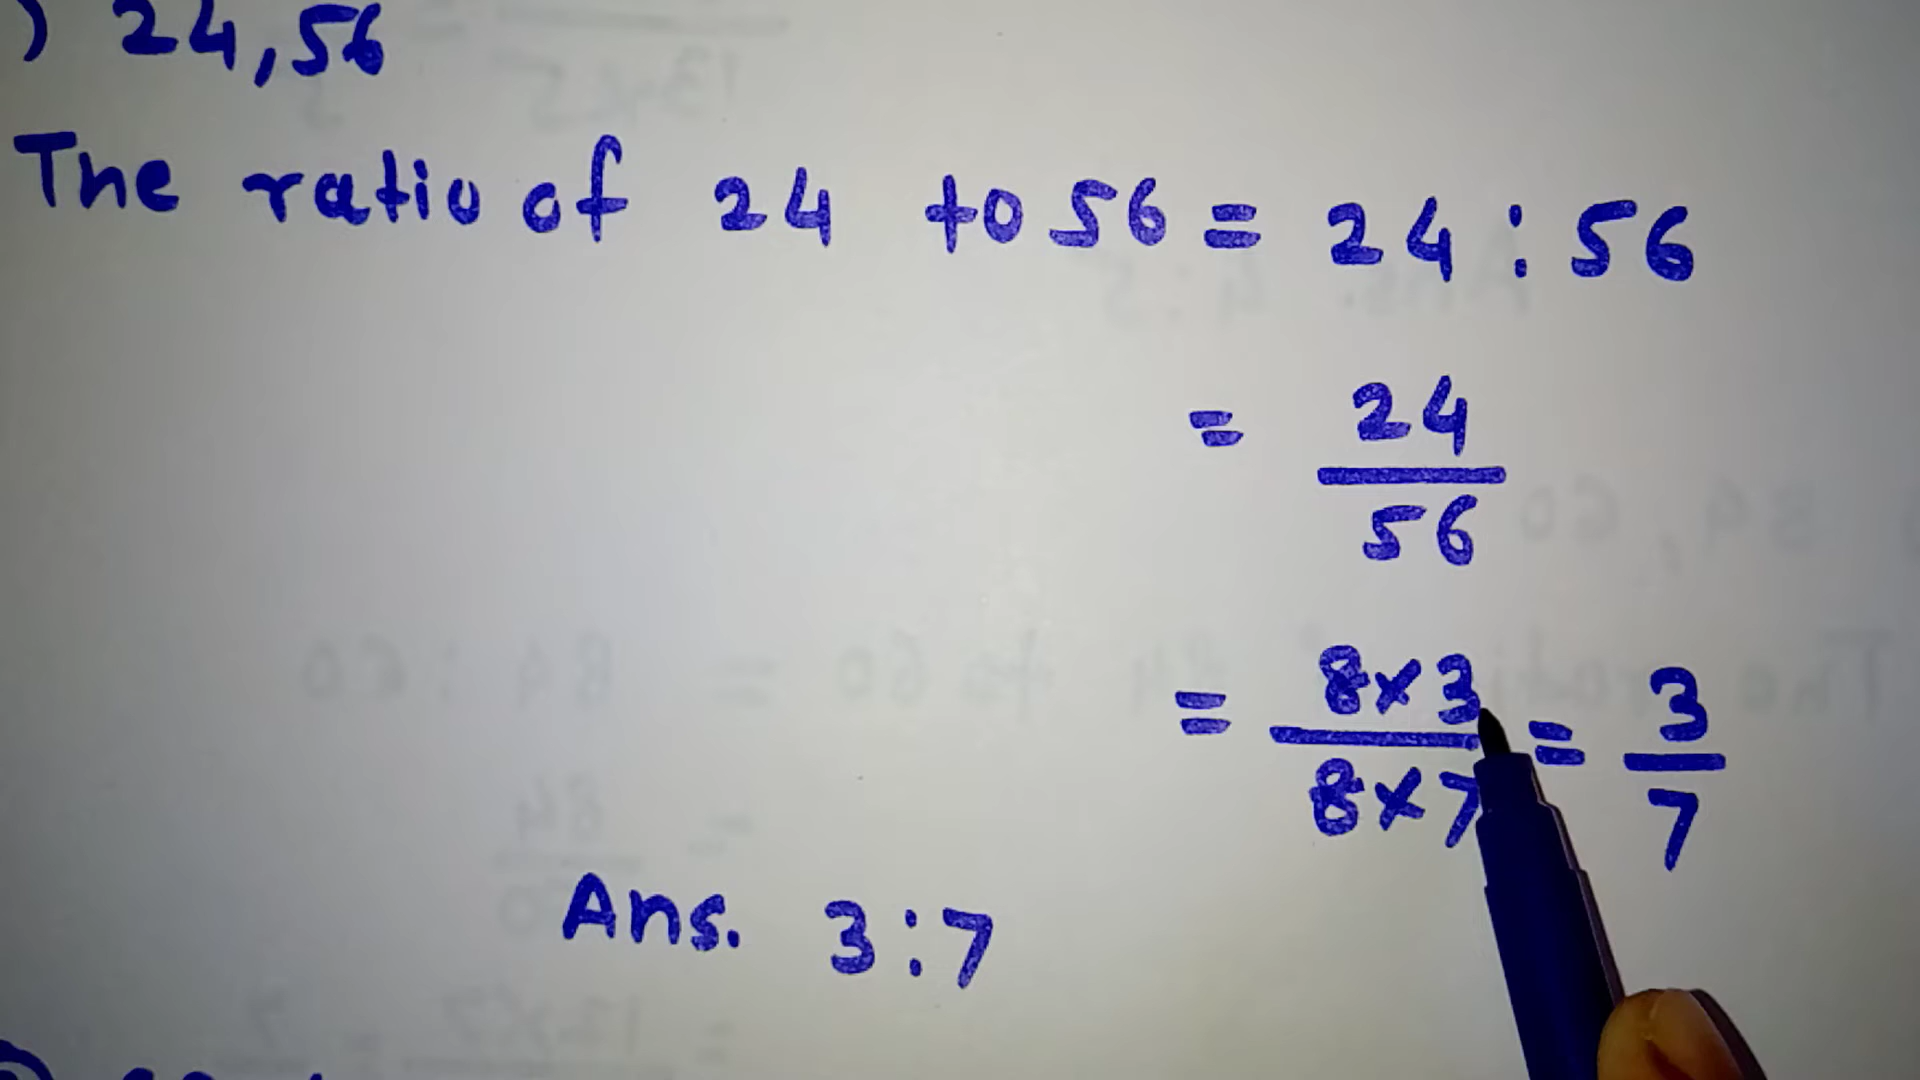 ) 24,56
The ratio of 24 to 56 = 24 : 56
= 24/56
= 8×3/8×7 = 3/7
Ans. 3:7